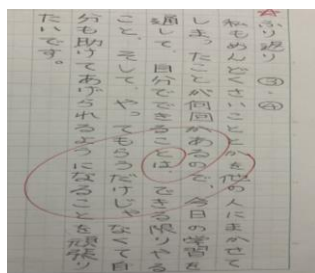 ふり返り ③・④
私もめんどくさいこととかを他の人にまかせて
しまったことが何回かあるので、今日の学習を
通して、自分でできることは、できる限りやる
こと、そして、やってもらうだけじゃなくて自
分も助けてあげられるようになることを頑張り
たいです。